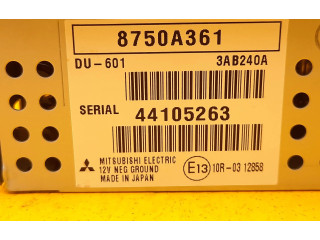 8750A361
DU-601 3AB240A
SERIAL 44105263
MITSUBISHI ELECTRIC
12V NEG GROUND
MADE IN JAPAN
E13 10R-03 12858